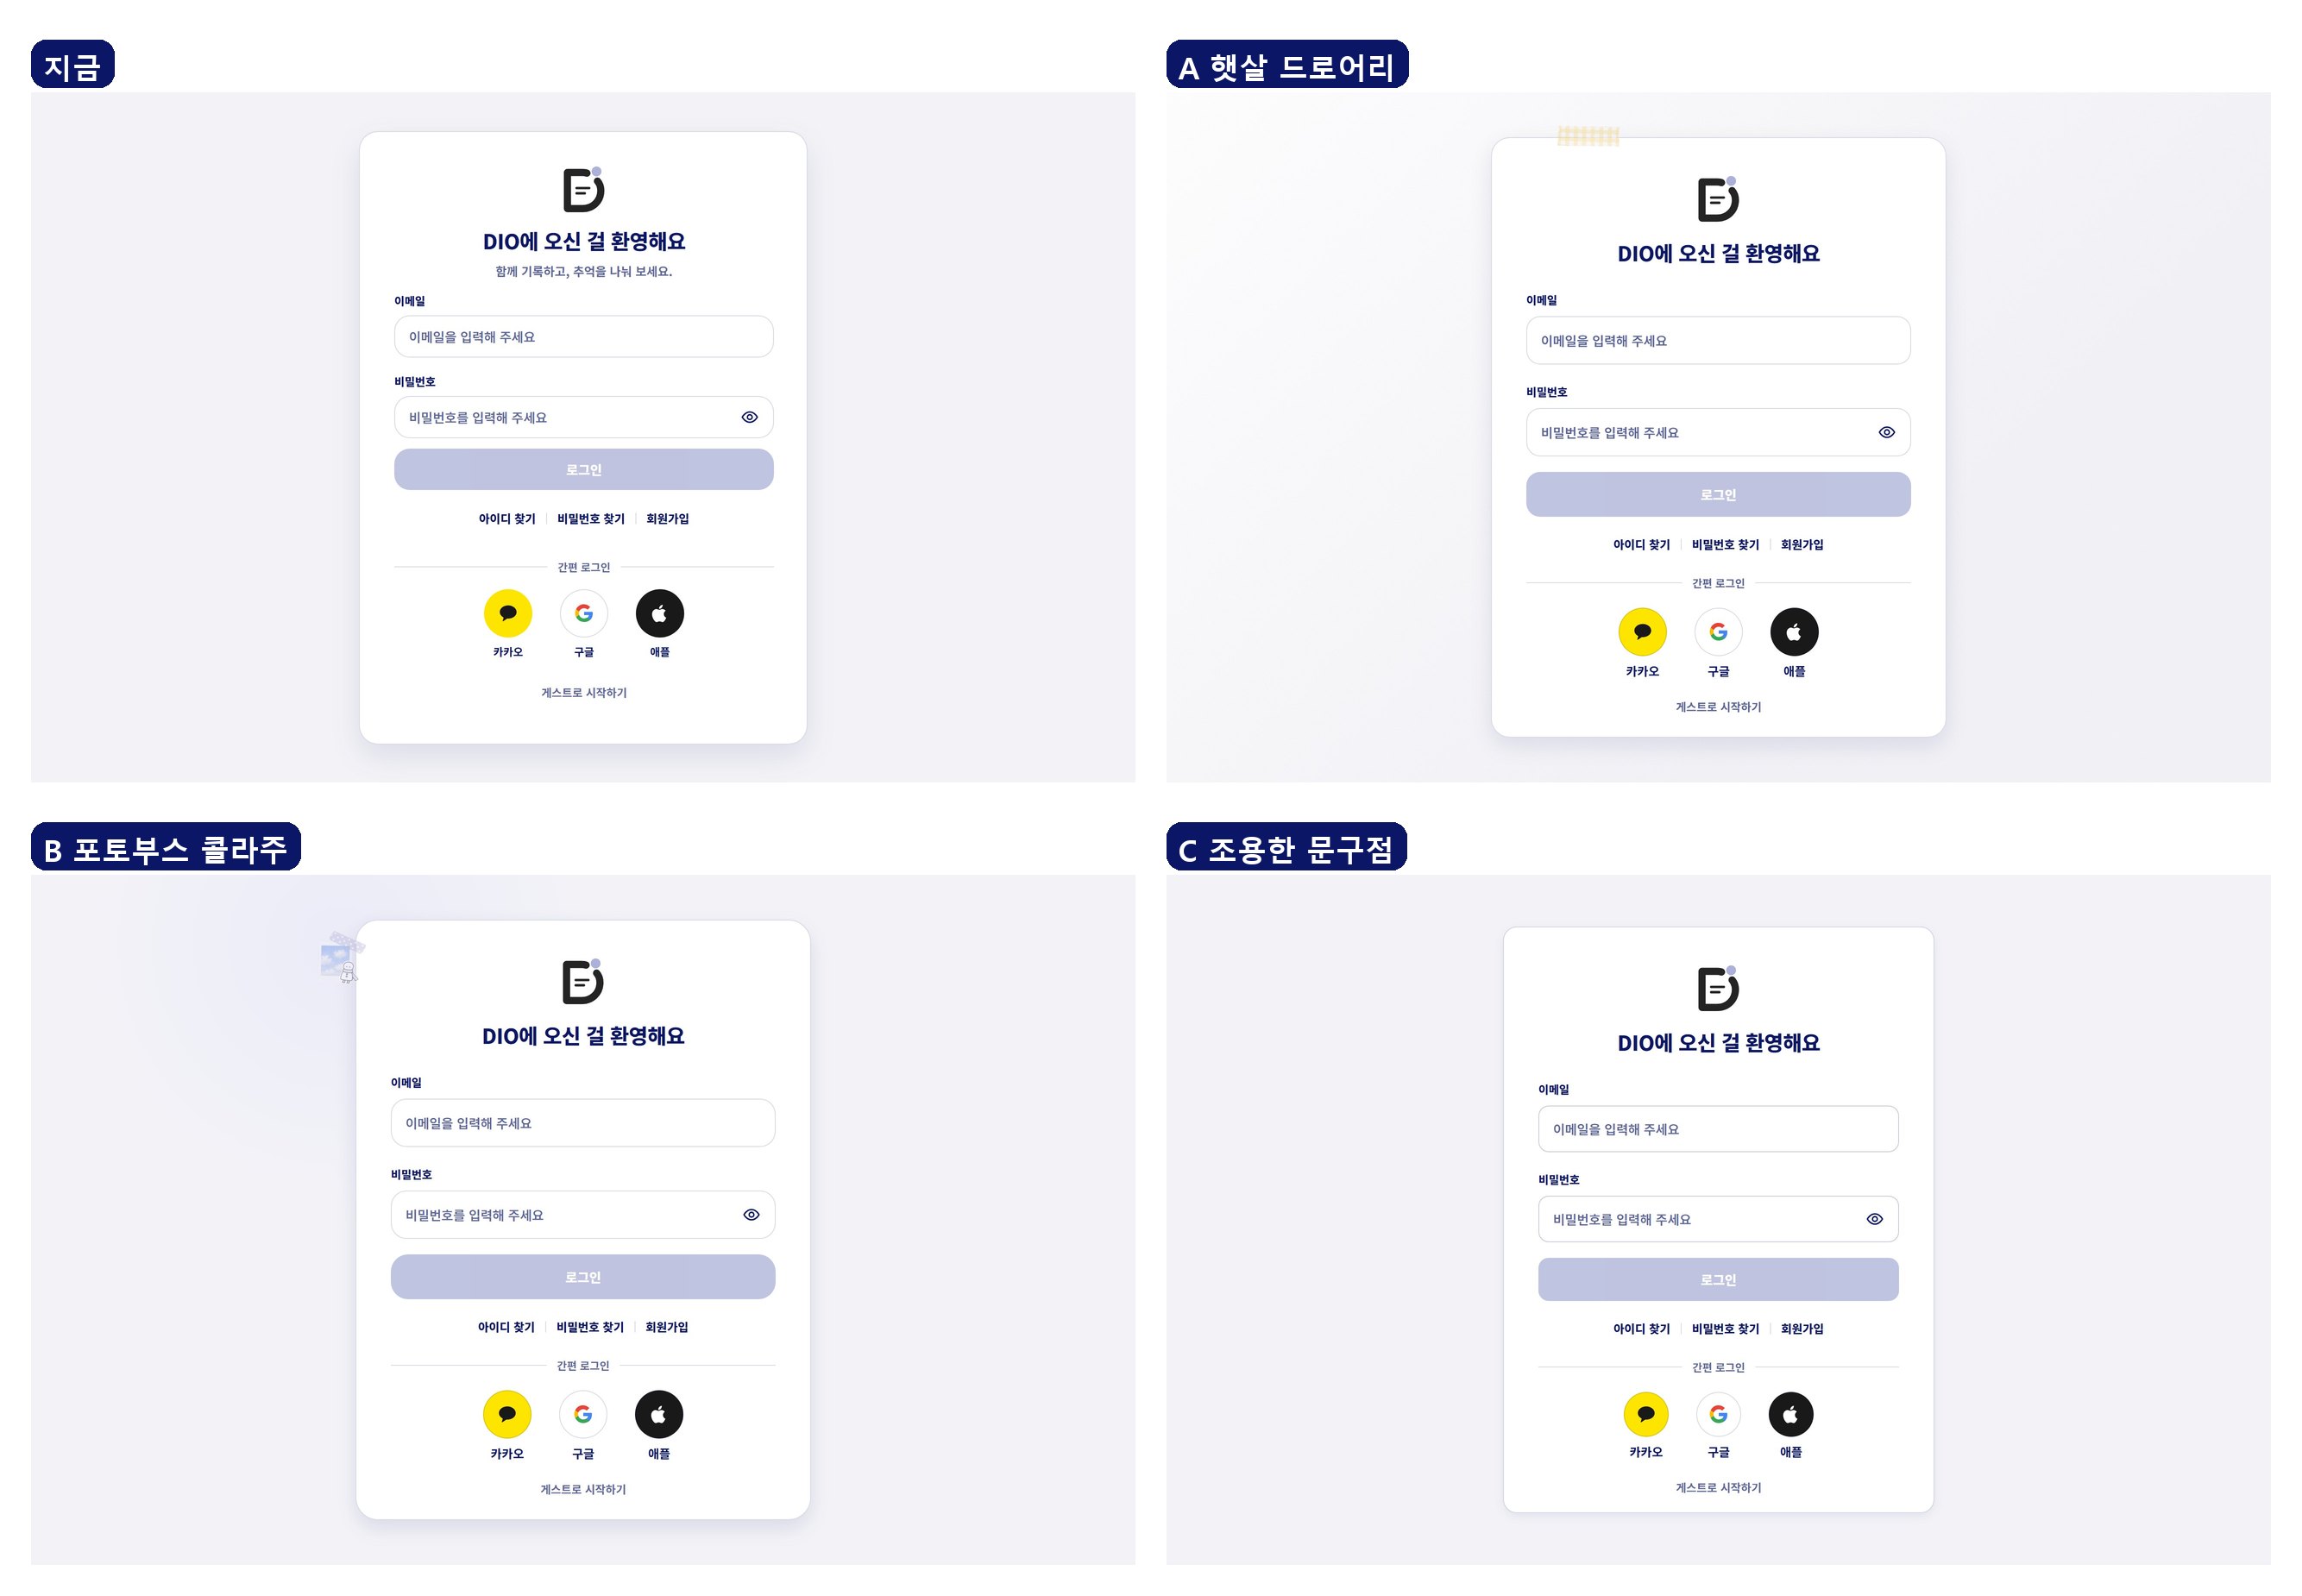 지금
DIO에 오신 걸 환영해요
함께 기록하고, 추억을 나눠 보세요.
이메일
이메일을 입력해 주세요
비밀번호
비밀번호를 입력해 주세요
로그인
아이디 찾기 | 비밀번호 찾기 | 회원가입
간편 로그인
카카오 구글 애플
게스트로 시작하기
A 햇살 드로어리
DIO에 오신 걸 환영해요
이메일
이메일을 입력해 주세요
비밀번호
비밀번호를 입력해 주세요
로그인
아이디 찾기 | 비밀번호 찾기 | 회원가입
간편 로그인
카카오 구글 애플
게스트로 시작하기
B 포토부스 콜라주
DIO에 오신 걸 환영해요
이메일
이메일을 입력해 주세요
비밀번호
비밀번호를 입력해 주세요
로그인
아이디 찾기 | 비밀번호 찾기 | 회원가입
간편 로그인
카카오 구글 애플
게스트로 시작하기
C 조용한 문구점
DIO에 오신 걸 환영해요
이메일
이메일을 입력해 주세요
비밀번호
비밀번호를 입력해 주세요
로그인
아이디 찾기 | 비밀번호 찾기 | 회원가입
간편 로그인
카카오 구글 애플
게스트로 시작하기